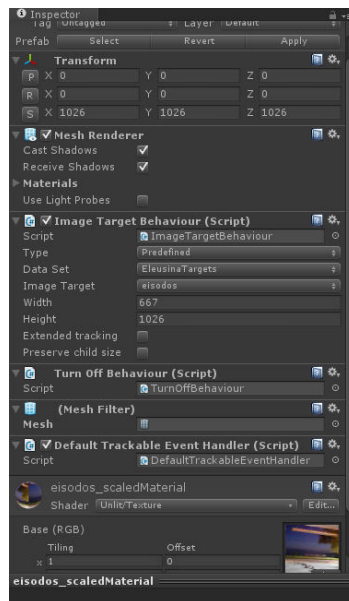 Inspector
Tag Untagged Layer Default
Prefab Select Revert Apply
Transform
P X 0 Y 0 Z 0
R X 0 Y 0 Z 0
S X 1026 Y 1026 Z 1026
Mesh Renderer
Cast Shadows
Receive Shadows
Materials
Use Light Probes
Image Target Behaviour (Script)
Script ImageTargetBehaviour
Type Predefined
Data Set EleusinaTargets
Image Target eisodos
Width 667
Height 1026
Extended tracking
Preserve child size
Turn Off Behaviour (Script)
Script TurnOffBehaviour
(Mesh Filter)
Mesh
Default Trackable Event Handler (Script)
Script DefaultTrackableEventHandler
eisodos_scaledMaterial
Shader Unlit/Texture Edit...
Base (RGB)
Tiling Offset
x 1 0
eisodos_scaledMaterial